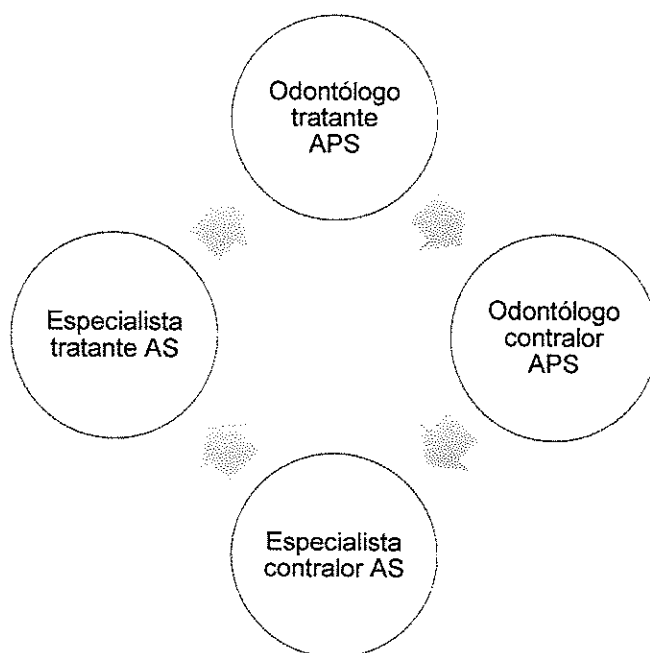 Odontólogo
tratante
APS
Odontólogo
contralor
APS
Especialista
contralor AS
Especialista
tratante AS